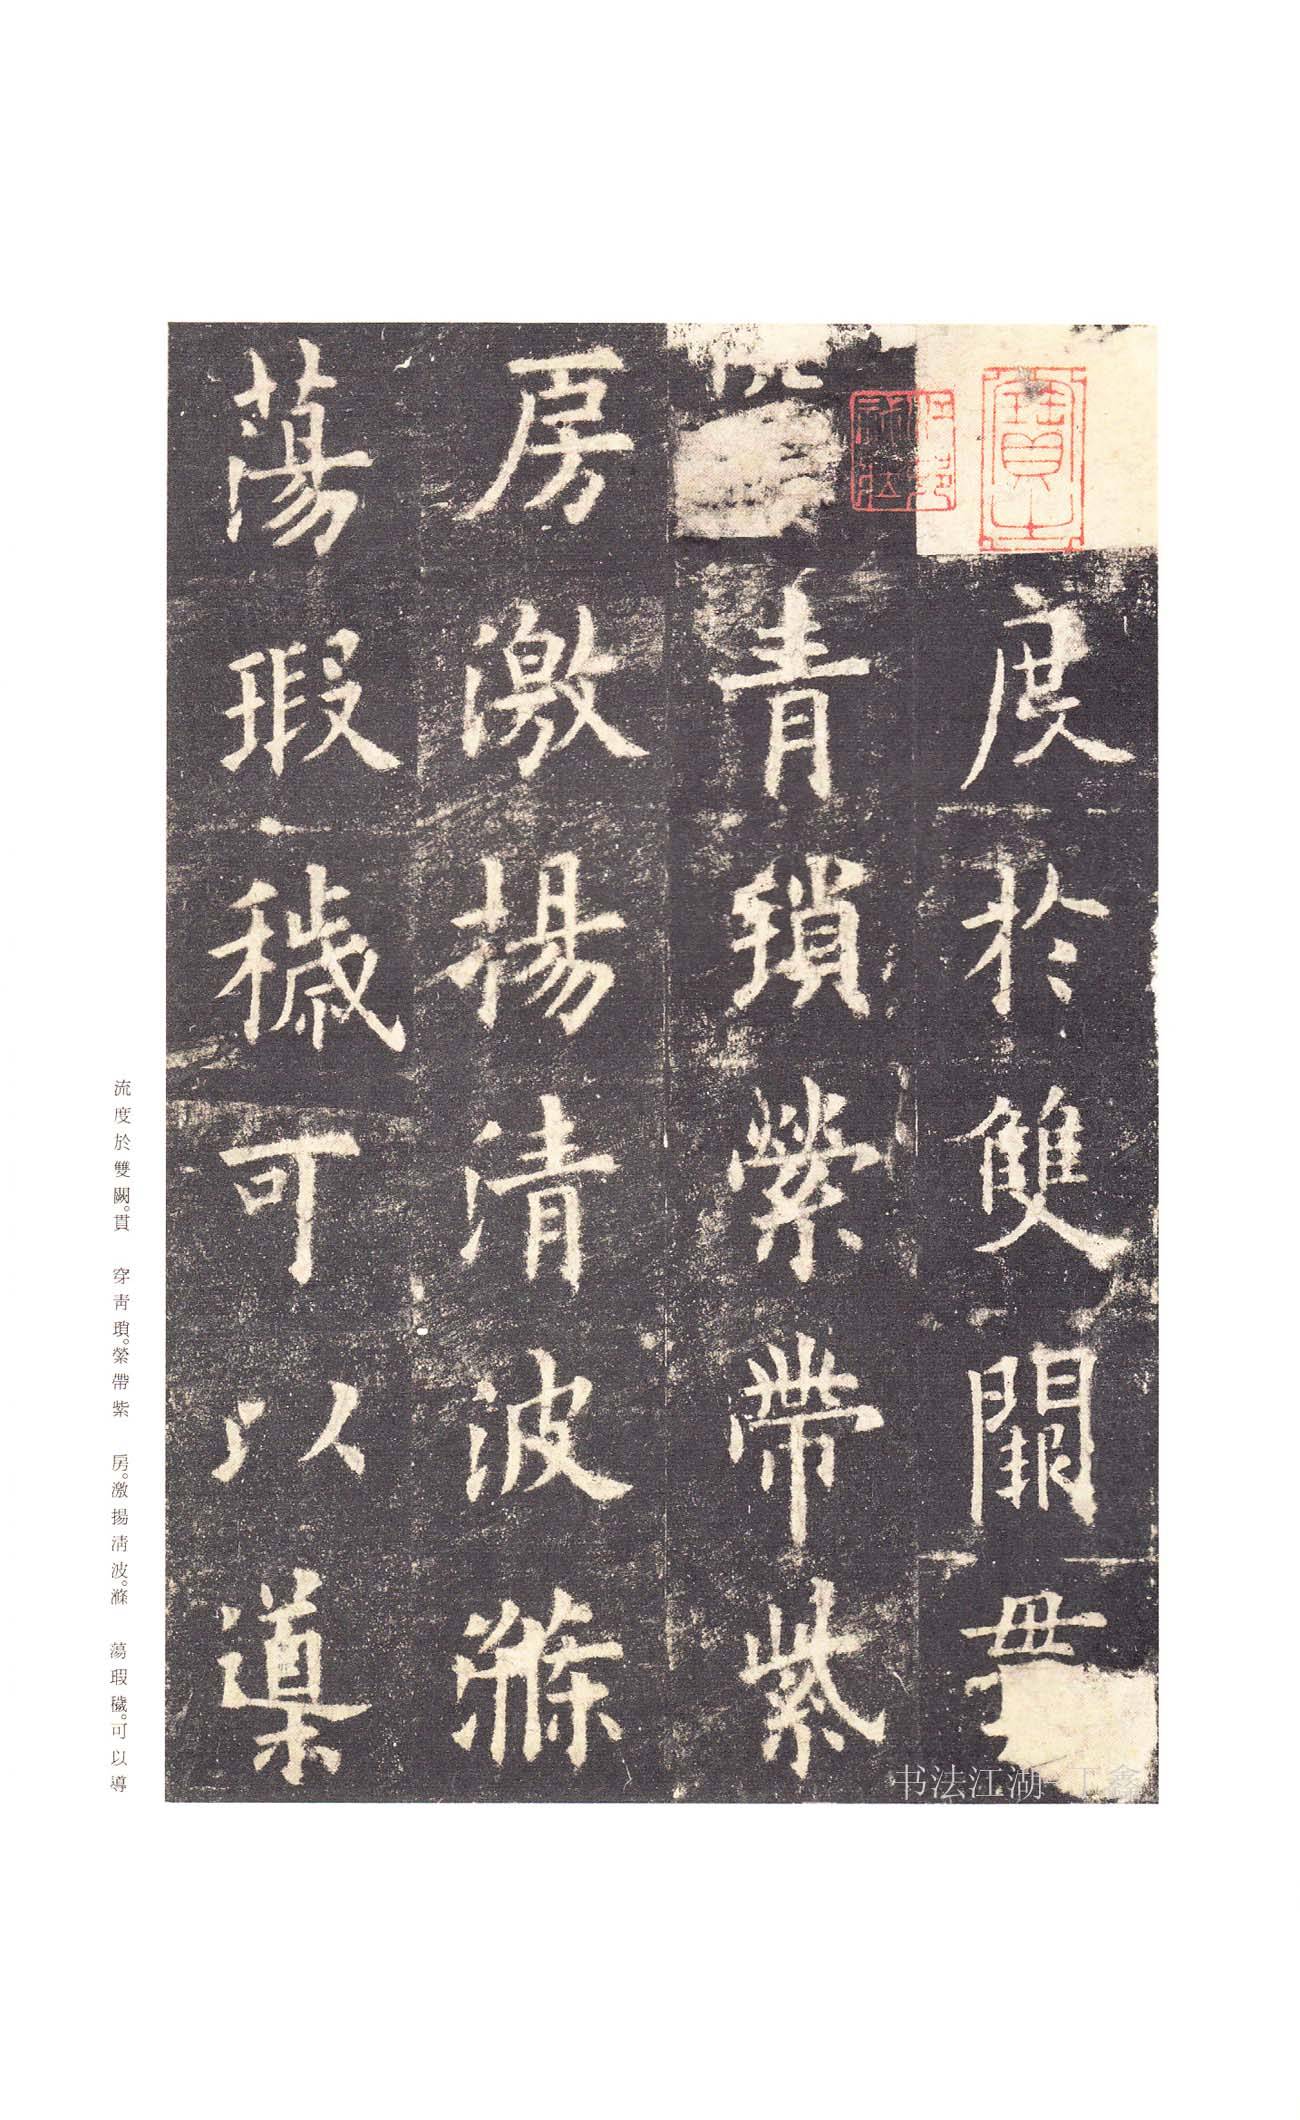 度於雙闕貫
青瑣縈帶紫
房激揚清波滌
蕩瑕穢可以導
流度於雙闕。貫 穿青瑣。縈帶紫 房。激揚清波。滌 蕩瑕穢。可以導
书法江湖 丁鑫